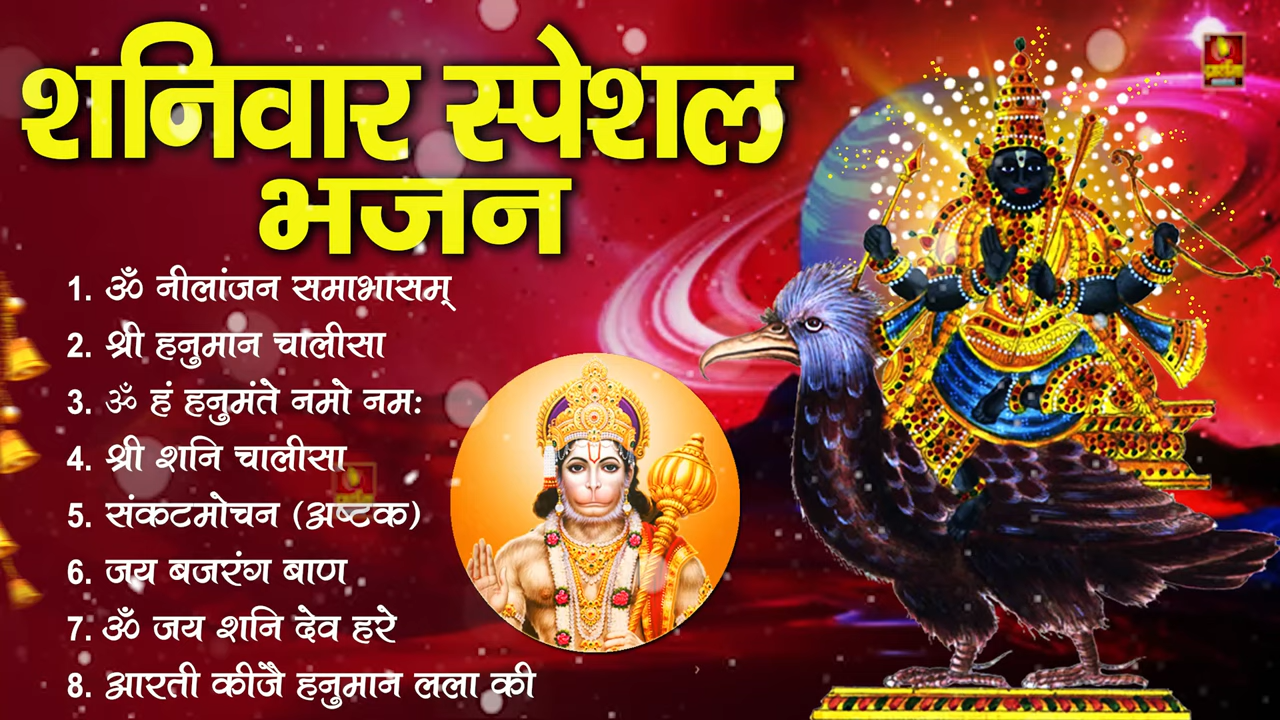 शनिवार स्पेशल
भजन
1. ॐ नीलांजन समाभासम्
2. श्री हनुमान चालीसा
3. ॐ हं हनुमंते नमो नमः
4. श्री शनि चालीसा
5. संकटमोचन (अष्टक)
6. जय बजरंग बाण
7. ॐ जय शनि देव हरे
8. आरती कीजै हनुमान लला की